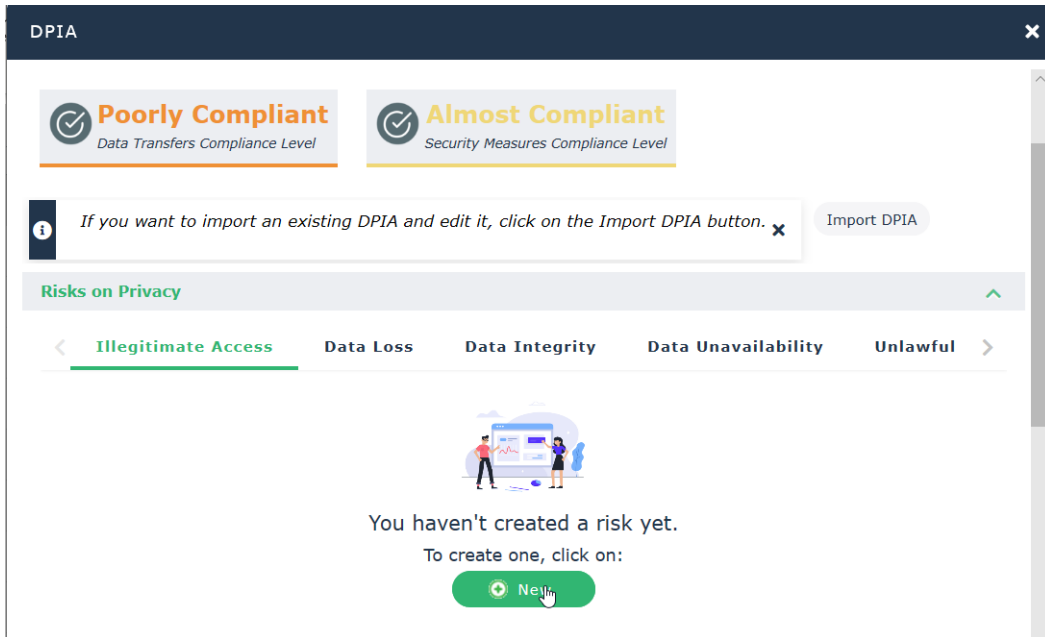 DPIA
Poorly Compliant
Data Transfers Compliance Level
Almost Compliant
Security Measures Compliance Level
If you want to import an existing DPIA and edit it, click on the Import DPIA button.
Import DPIA
Risks on Privacy
Illegitimate Access
Data Loss
Data Integrity
Data Unavailability
Unlawful
You haven't created a risk yet.
To create one, click on:
New